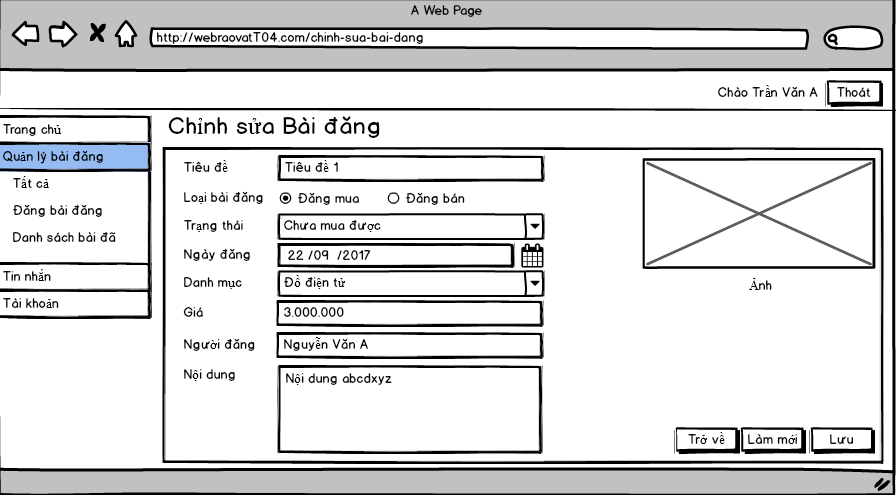 A Web Page
http://webraovatT04.com/chinh-sua-bai-dang
Chào Trần Văn A
Thoát
Trang chủ
Quản lý bài đăng
Tất cả
Đăng bài đăng
Danh sách bài đã
Tin nhắn
Tài khoản
Chỉnh sửa Bài đăng
Tiêu đề
Tiêu đề 1
Loại bài đăng
Đăng mua
Đăng bán
Trạng thái
Chưa mua được
Ngày đăng
22 /09 /2017
Danh mục
Đồ điện tử
Giá
3.000.000
Người đăng
Nguyễn Văn A
Nội dung
Nội dung abcdxyz
Ảnh
Trở về
Làm mới
Lưu